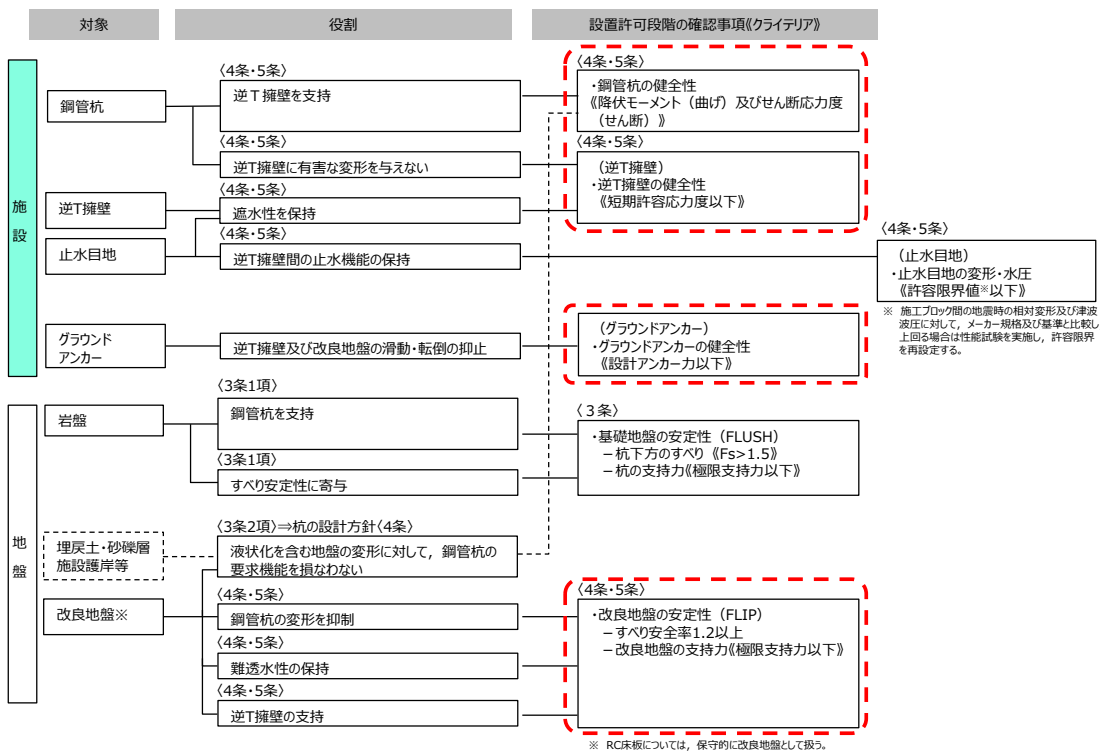 対象
役割
設置許可段階の確認事項《クライテリア》
施設
鋼管杭
〈4条・5条〉
逆T擁壁を支持
〈4条・5条〉
・鋼管杭の健全性
《降伏モーメント（曲げ）及びせん断応力度
（せん断）》
〈4条・5条〉
逆T擁壁に有害な変形を与えない
〈4条・5条〉
（逆T擁壁）
・逆T擁壁の健全性
《短期許容応力度以下》
逆T擁壁
〈4条・5条〉
遮水性を保持
止水目地
〈4条・5条〉
逆T擁壁間の止水機能の保持
〈4条・5条〉
（止水目地）
・止水目地の変形・水圧
《許容限界値※以下》
※ 施工ブロック間の地震時の相対変形及び津波
波圧に対して，メーカー規格及び基準と比較し
上回る場合は性能試験を実施し，許容限界
を再設定する。
グラウンド
アンカー
逆T擁壁及び改良地盤の滑動・転倒の抑止
（グラウンドアンカー）
・グラウンドアンカーの健全性
《設計アンカー力以下》
地盤
岩盤
〈3条1項〉
鋼管杭を支持
〈3条1項〉
すべり安定性に寄与
〈３条〉
・基礎地盤の安定性（FLUSH）
－杭下方のすべり《Fs>1.5》
－杭の支持力《極限支持力以下》
埋戻土・砂礫層
施設護岸等
〈3条2項〉⇒杭の設計方針〈4条〉
液状化を含む地盤の変形に対して，鋼管杭の
要求機能を損なわない
改良地盤※
〈4条・5条〉
鋼管杭の変形を抑制
〈4条・5条〉
難透水性の保持
〈4条・5条〉
逆T擁壁の支持
〈4条・5条〉
・改良地盤の安定性（FLIP）
－すべり安全率1.2以上
－改良地盤の支持力《極限支持力以下》
※ RC床板については，保守的に改良地盤として扱う。